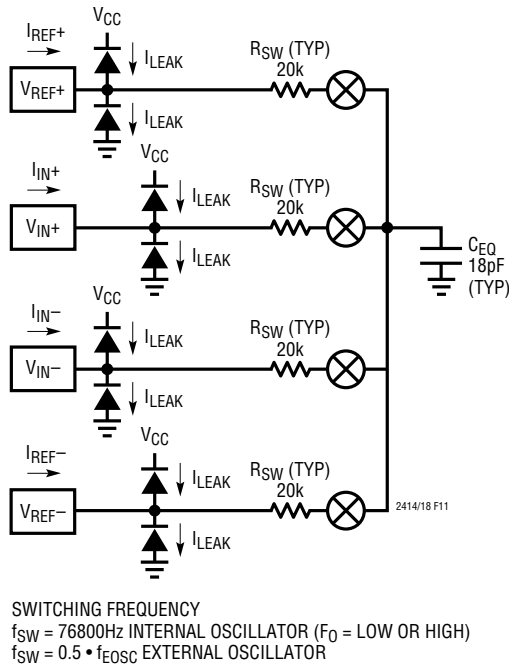 VCC
IREF+
ILEAK
RSW (TYP)
20k
VREF+
ILEAK
VCC
IIN+
ILEAK
RSW (TYP)
20k
VIN+
ILEAK
CEQ
18pF
(TYP)
VCC
IIN–
ILEAK
RSW (TYP)
20k
VIN–
ILEAK
VCC
IREF–
ILEAK
RSW (TYP)
20k
VREF–
2414/18 F11
ILEAK
SWITCHING FREQUENCY
fSW = 76800Hz INTERNAL OSCILLATOR (FO = LOW OR HIGH)
fSW = 0.5 • fEOSC EXTERNAL OSCILLATOR